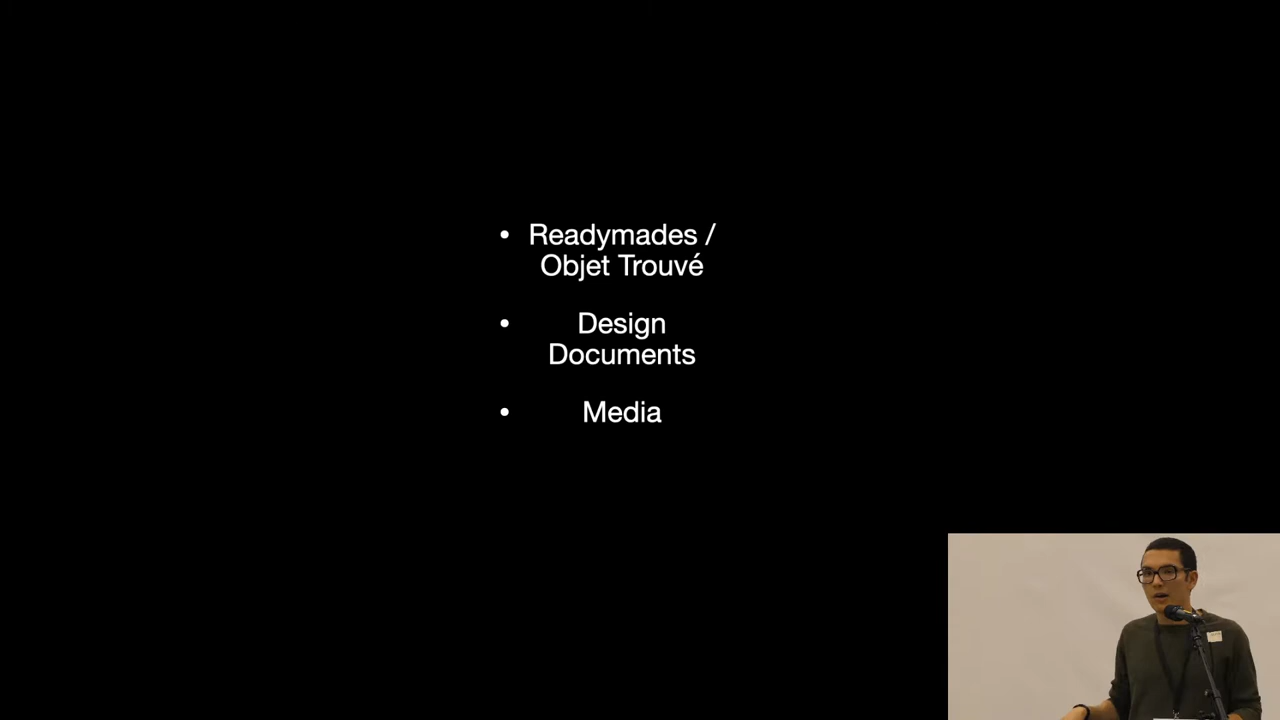 • Readymades /
Objet Trouvé
• Design
Documents
• Media